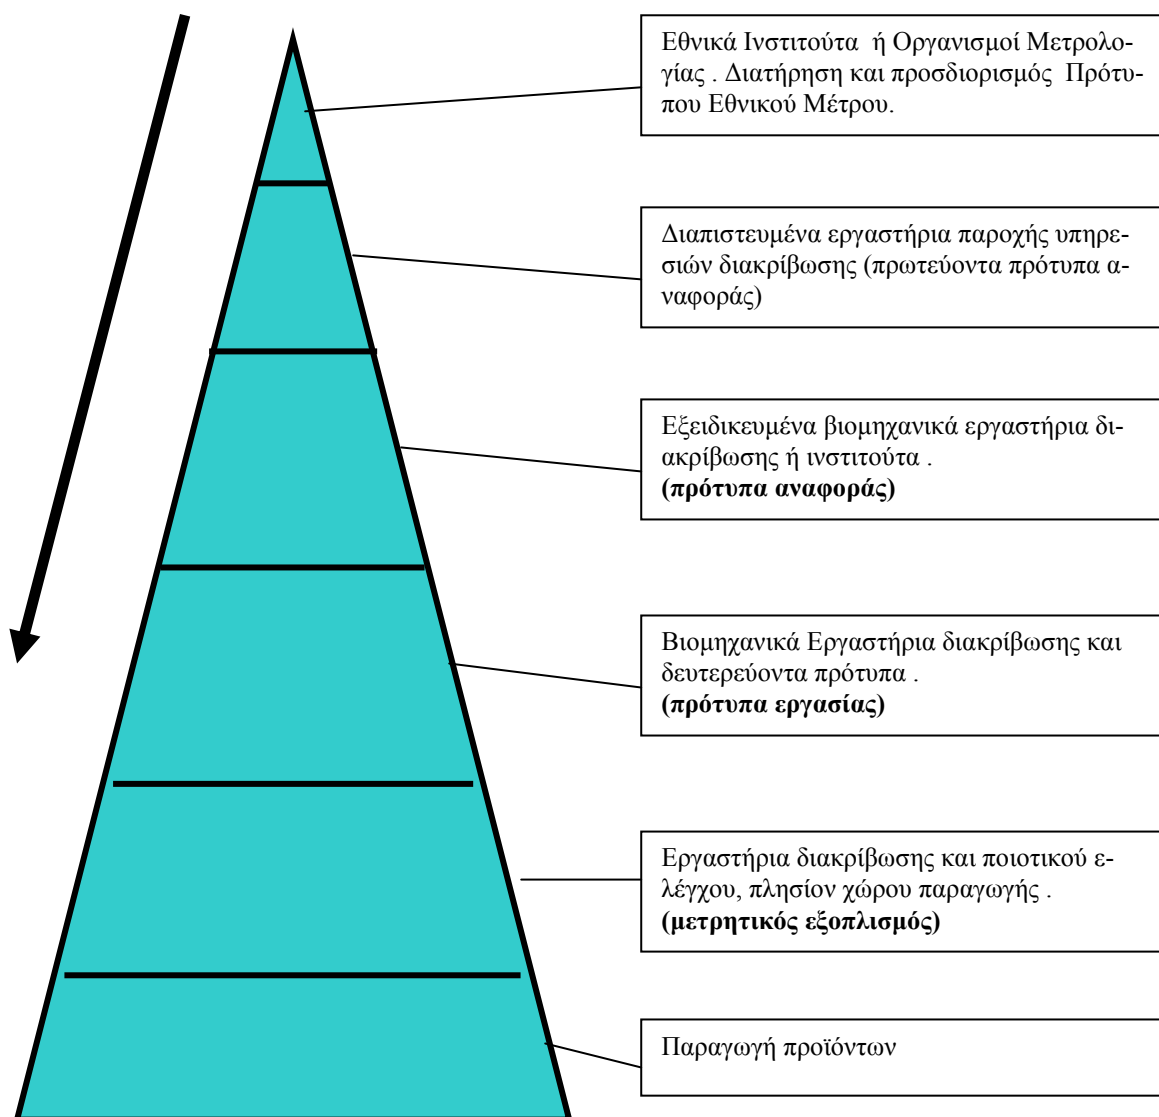 Εθνικά Ινστιτούτα ή Οργανισμοί Μετρολο-
γίας . Διατήρηση και προσδιορισμός Πρότυ-
που Εθνικού Μέτρου.
Διαπιστευμένα εργαστήρια παροχής υπηρε-
σιών διακρίβωσης (πρωτεύοντα πρότυπα α-
ναφοράς)
Εξειδικευμένα βιομηχανικά εργαστήρια δι-
ακρίβωσης ή ινστιτούτα .
(πρότυπα αναφοράς)
Βιομηχανικά Εργαστήρια διακρίβωσης και
δευτερεύοντα πρότυπα .
(πρότυπα εργασίας)
Εργαστήρια διακρίβωσης και ποιοτικού ε-
λέγχου, πλησίον χώρου παραγωγής .
(μετρητικός εξοπλισμός)
Παραγωγή προϊόντων